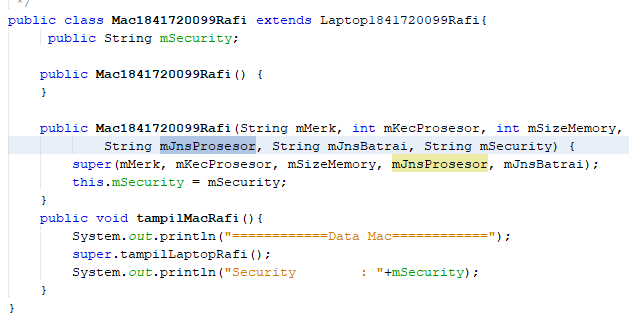 */
public class Mac1841720099Rafi extends Laptop1841720099Rafi{
public String mSecurity;
public Mac1841720099Rafi() {
}
public Mac1841720099Rafi(String mMerk, int mKecProsesor, int mSizeMemory,
String mJnsProsesor, String mJnsBatrai, String mSecurity) {
super(mMerk, mKecProsesor, mSizeMemory, mJnsProsesor, mJnsBatrai);
this.mSecurity = mSecurity;
}
public void tampilMacRafi(){
System.out.println("============Data Mac============");
super.tampilLaptopRafi();
System.out.println("Security        : "+mSecurity);
}
}